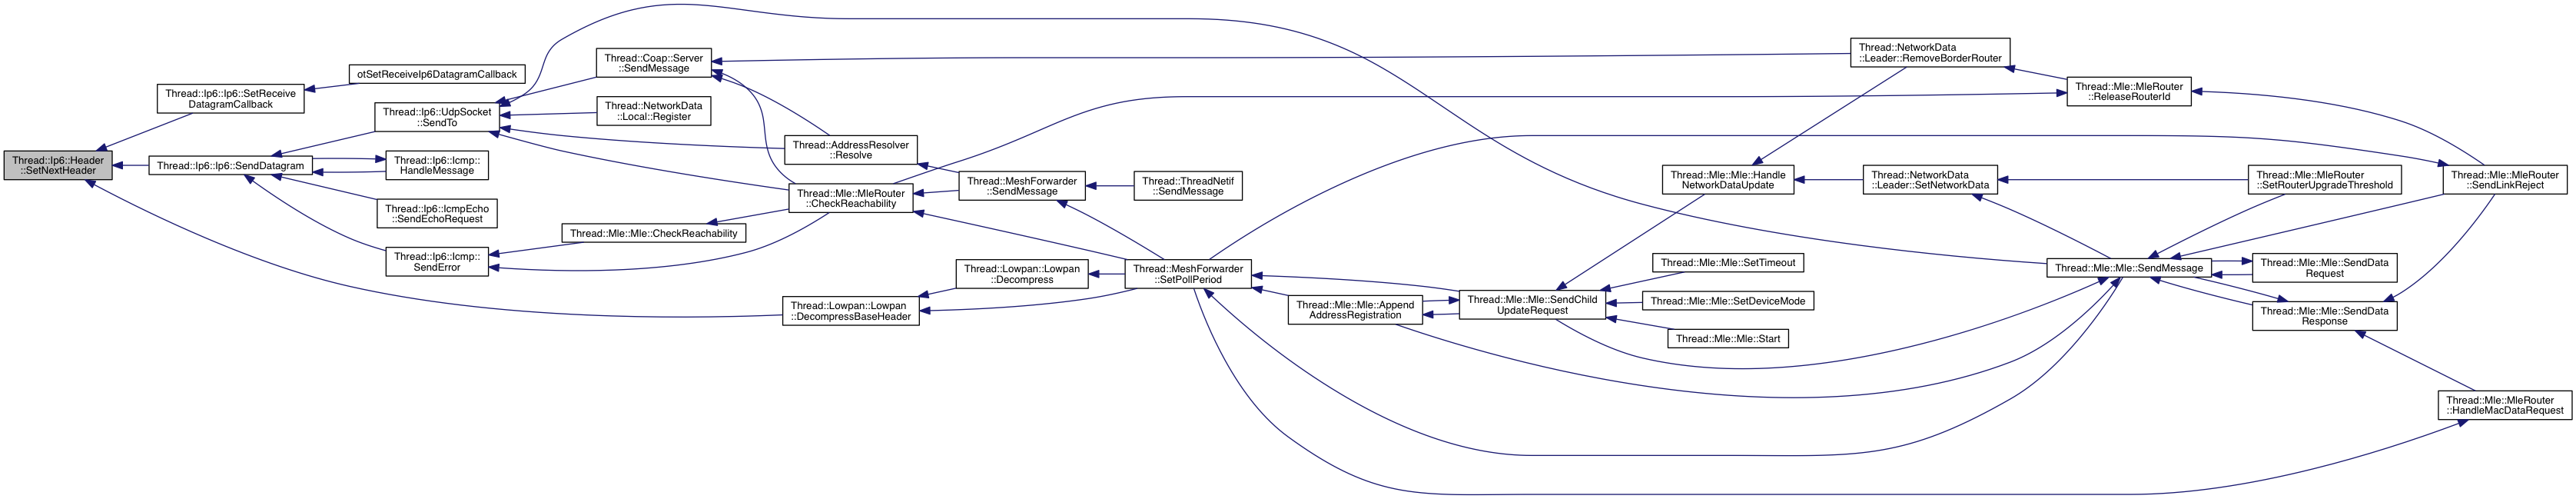 Thread::Ip6::Header
::SetNextHeader
Thread::Ip6::Ip6::SetReceive
DatagramCallback
otSetReceiveIp6DatagramCallback
Thread::Ip6::Ip6::SendDatagram
Thread::Ip6::UdpSocket
::SendTo
Thread::Ip6::Icmp::
HandleMessage
Thread::Ip6::IcmpEcho
::SendEchoRequest
Thread::Ip6::Icmp::
SendError
Thread::Coap::Server
::SendMessage
Thread::NetworkData
::Local::Register
Thread::Mle::Mle::CheckReachability
Thread::AddressResolver
::Resolve
Thread::Mle::MleRouter
::CheckReachability
Thread::Lowpan::Lowpan
::DecompressBaseHeader
Thread::MeshForwarder
::SendMessage
Thread::Lowpan::Lowpan
::Decompress
Thread::ThreadNetif
::SendMessage
Thread::MeshForwarder
::SetPollPeriod
Thread::Mle::Mle::Append
AddressRegistration
Thread::Mle::Mle::SendChild
UpdateRequest
Thread::Mle::Mle::Handle
NetworkDataUpdate
Thread::Mle::Mle::SetTimeout
Thread::Mle::Mle::SetDeviceMode
Thread::Mle::Mle::Start
Thread::NetworkData
::Leader::RemoveBorderRouter
Thread::NetworkData
::Leader::SetNetworkData
Thread::Mle::MleRouter
::ReleaseRouterId
Thread::Mle::Mle::SendMessage
Thread::Mle::MleRouter
::SetRouterUpgradeThreshold
Thread::Mle::Mle::SendData
Request
Thread::Mle::Mle::SendData
Response
Thread::Mle::MleRouter
::SendLinkReject
Thread::Mle::MleRouter
::HandleMacDataRequest